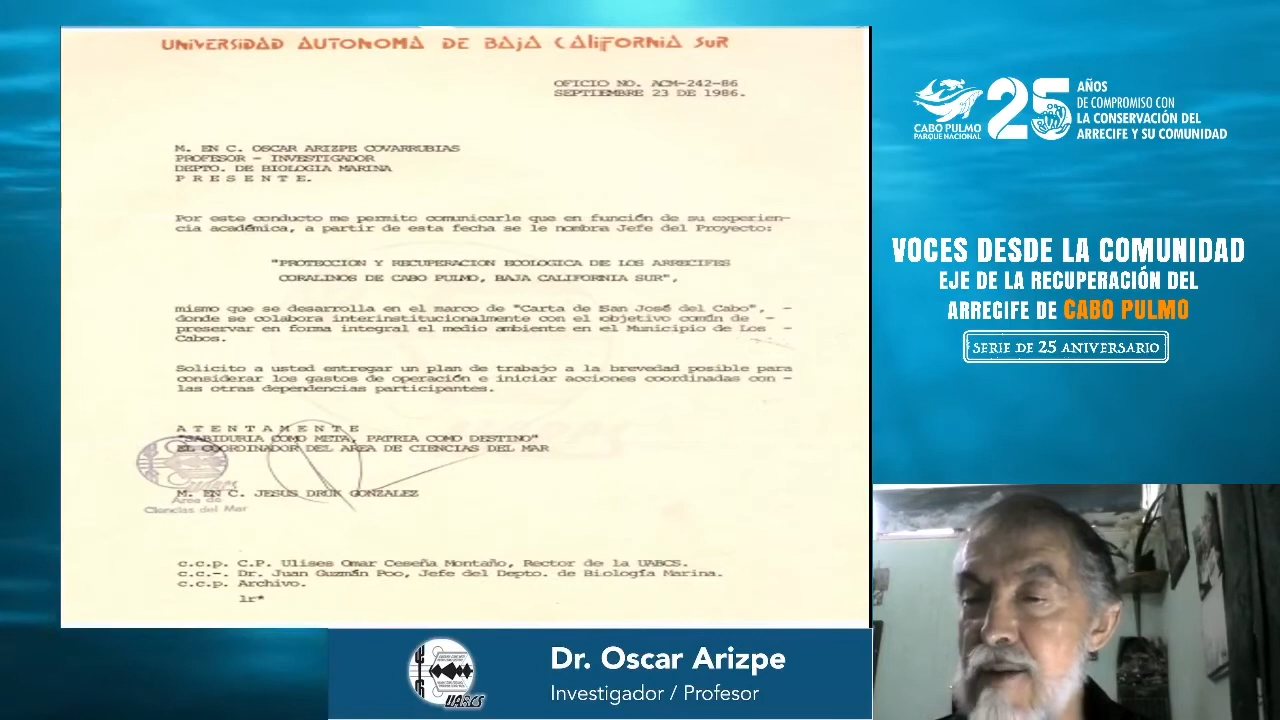 UNIVERSIDAD AUTONOMA DE BAJA CALIFORNIA SUR
OFICIO NO. ACM-242-86
SEPTIEMBRE 23 DE 1986.
M. EN C. OSCAR ARIZPE COVARRUBIAS
PROFESOR - INVESTIGADOR
DEPTO. DE BIOLOGIA MARINA
P R E S E N T E.
Por este conducto me permito comunicarle que en función de su experien-
cia académica, a partir de esta fecha se le nombra Jefe del Proyecto:
"PROTECCION Y RECUPERACION ECOLOGICA DE LOS ARRECIFES
CORALINOS DE CABO PULMO, BAJA CALIFORNIA SUR",
mismo que se desarrolla en el marco de "Carta de San José del Cabo", -
donde se colabora interinstitucionalmente con el objetivo común de -
preservar en forma integral el medio ambiente en el Municipio de Los -
Cabos.
Solicito a usted entregar un plan de trabajo a la brevedad posible para
considerar los gastos de operación e iniciar acciones coordinadas con -
las otras dependencias participantes.
A T E N T A M E N T E
"SABIDURIA COMO META, PATRIA COMO DESTINO"
EL COORDINADOR DEL AREA DE CIENCIAS DEL MAR
M. EN C. JESUS DRUK GONZALEZ
Area de
Ciencias del Mar
c.c.p. C.P. Ulises Omar Ceseña Montaño, Rector de la UABCS.
c.c.-. Dr. Juan Guzmán Poo, Jefe del Depto. de Biología Marina.
c.c.p. Archivo.
lr*
CABO PULMO
PARQUE NACIONAL
25
AÑOS
DE COMPROMISO CON
LA CONSERVACIÓN DEL
ARRECIFE Y SU COMUNIDAD
VOCES DESDE LA COMUNIDAD
EJE DE LA RECUPERACIÓN DEL
ARRECIFE DE CABO PULMO
SERIE DE 25 ANIVERSARIO
UABCS
Dr. Oscar Arizpe
Investigador / Profesor